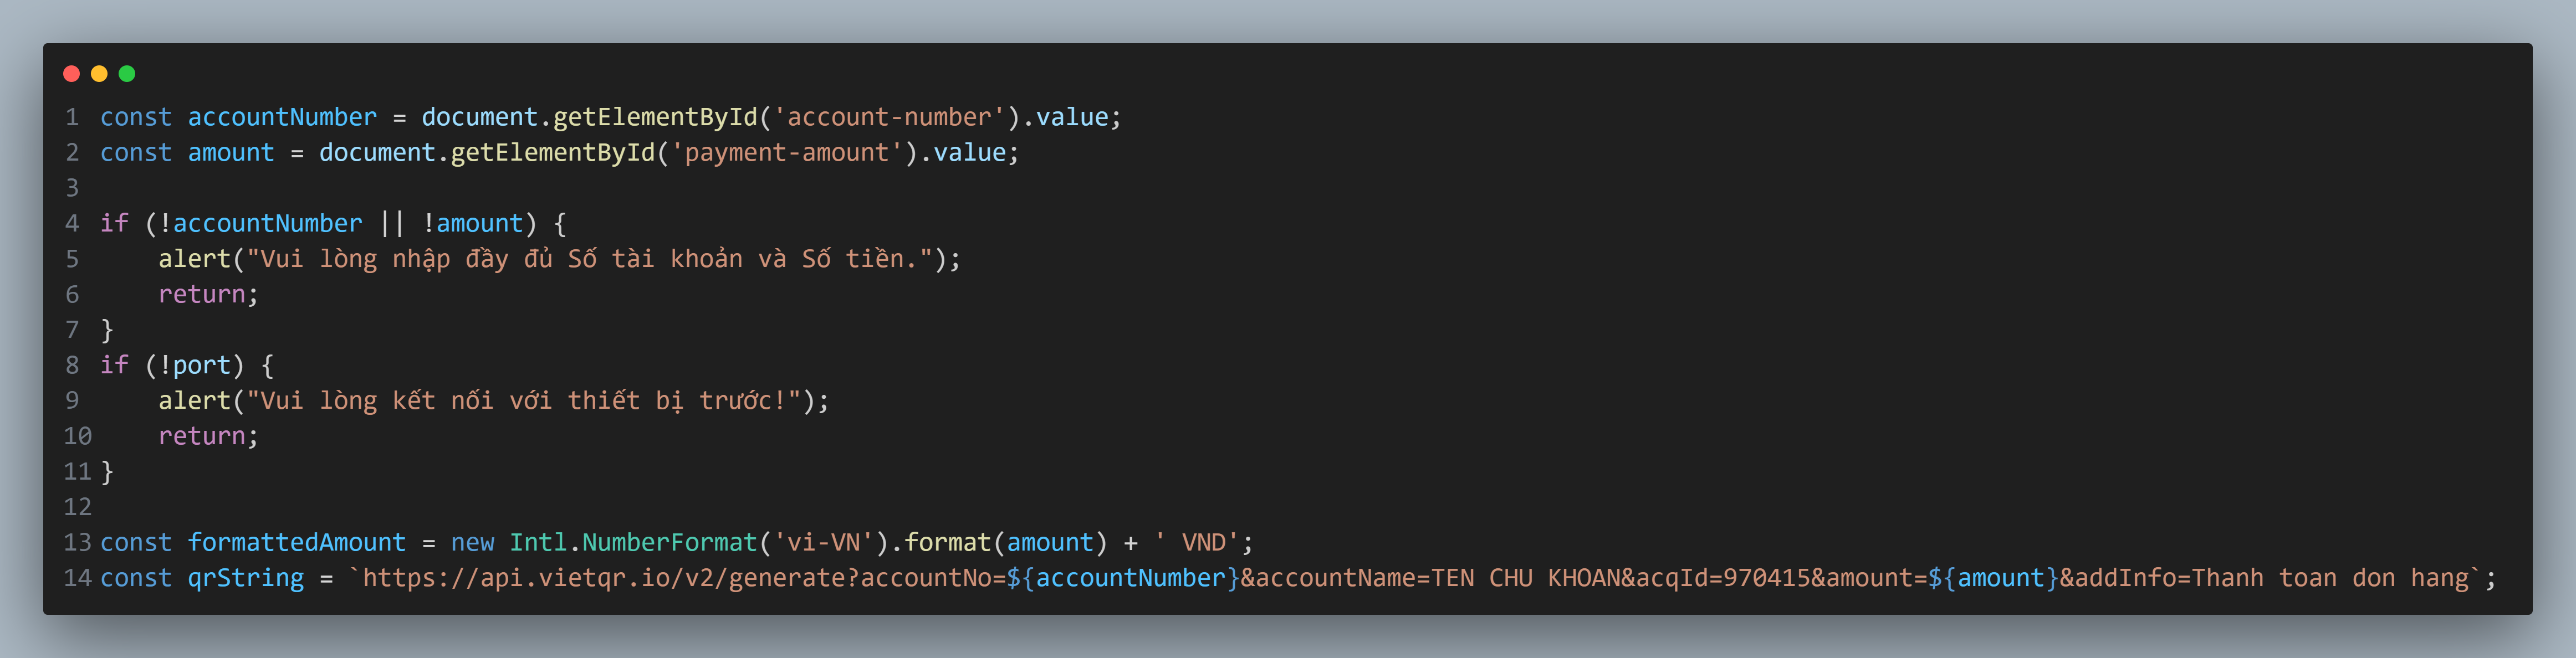 1 const accountNumber = document.getElementById('account-number').value;
2 const amount = document.getElementById('payment-amount').value;
3
4 if (!accountNumber || !amount) {
5     alert("Vui lòng nhập đầy đủ Số tài khoản và Số tiền.");
6     return;
7 }
8 if (!port) {
9     alert("Vui lòng kết nối với thiết bị trước!");
10     return;
11 }
12
13 const formattedAmount = new Intl.NumberFormat('vi-VN').format(amount) + ' VND';
14 const qrString = `https://api.vietqr.io/v2/generate?accountNo=${accountNumber}&accountName=TEN CHU KHOAN&acqId=970415&amount=${amount}&addInfo=Thanh toan don hang`;